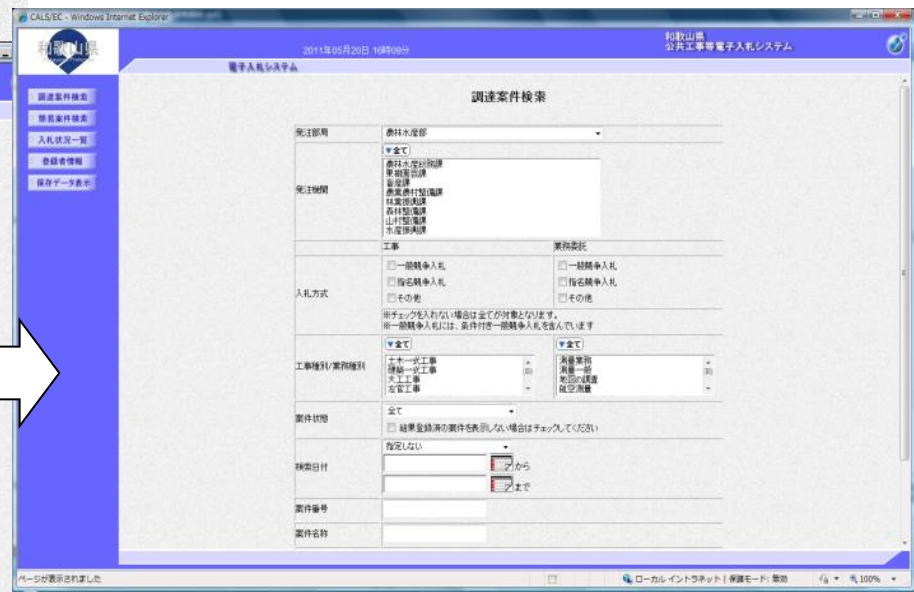 CALS/EC - Windows Internet Explorer
和歌山県
2011年05月20日 16時09分
和歌山県
公共工事等電子入札システム
電子入札システム
調達案件検索
簡易案件検索
入札状況一覧
登録者情報
保存データ表示
調達案件検索
発注部局
農林水産部
発注機関
▼全て
農林水産総務課
果樹園芸課
畜産課
農業農村整備課
林業振興課
森林整備課
山村整備課
水産振興課
入札方式
工事
業務委託
一般競争入札
一般競争入札
指名競争入札
指名競争入札
その他
その他
※チェックを入れない場合は全てが対象となります。
※一般競争入札には、条件付き一般競争入札を含んでいます
工事種別/業務種別
▼全て
▼全て
土木一式工事
建築一式工事
大工工事
左官工事
測量業務
測量一般
地図の調査
航空測量
案件状態
全て
結果登録済の案件を表示しない場合はチェックしてください
検索日付
指定しない
から
まで
案件番号
案件名称
ページが表示されました
ローカル イントラネット | 保護モード: 無効
100%